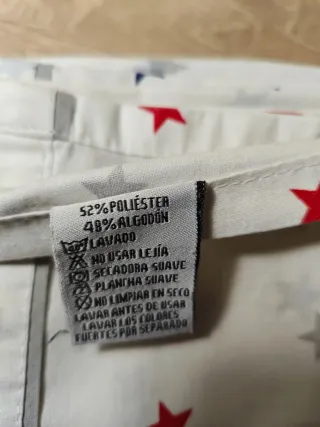 52% POLIÉSTER
48% ALGODÓN
LAVADO
NO USAR LEJÍA
SECADORA SUAVE
PLANCHA SUAVE
NO LIMPIAR EN SECO
LAVAR ANTES DE USAR
LAVAR LOS COLORES
FUERTES POR SEPARADO